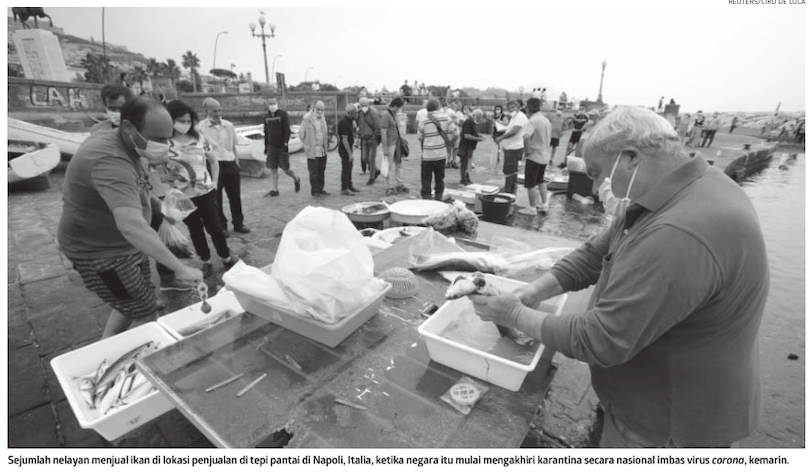 REUTERS/CIRO DE LUCA
Sejumlah nelayan menjual ikan di lokasi penjualan di tepi pantai di Napoli, Italia, ketika negara itu mulai mengakhiri karantina secara nasional imbas virus corona, kemarin.